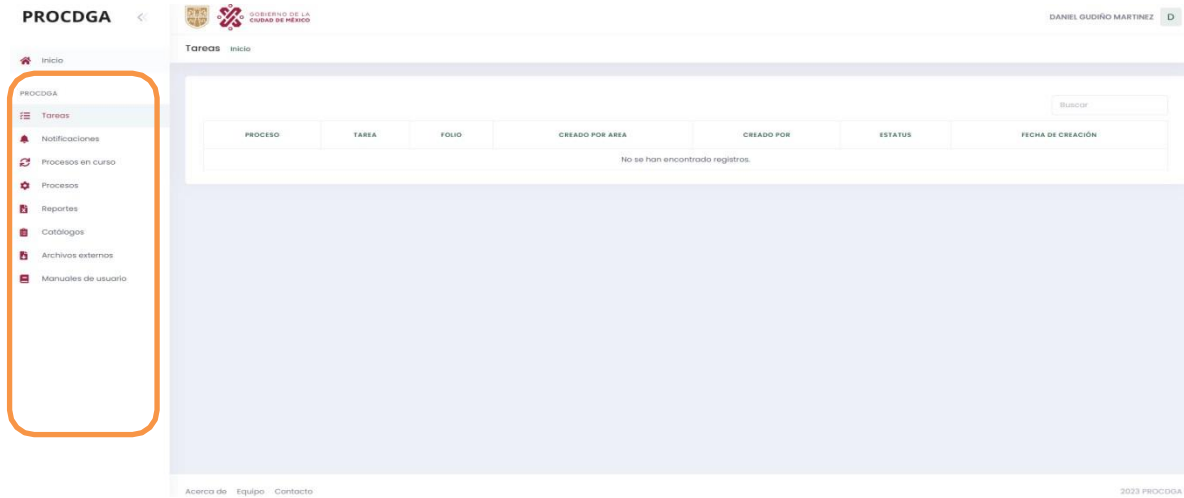 PROCDGA
GOBIERNO DE LA
CIUDAD DE MÉXICO
DANIEL GUDIÑO MARTINEZ D
Tareas Inicio
Inicio
PROCDGA
Tareas
Notificaciones
Procesos en curso
Procesos
Reportes
Catálogos
Archivos externos
Manuales de usuario
Buscar
PROCESO TAREA FOLIO CREADO POR AREA CREADO POR ESTATUS FECHA DE CREACIÓN
No se han encontrado registros.
Acerca de Equipo Contacto
2023 PROCDGA